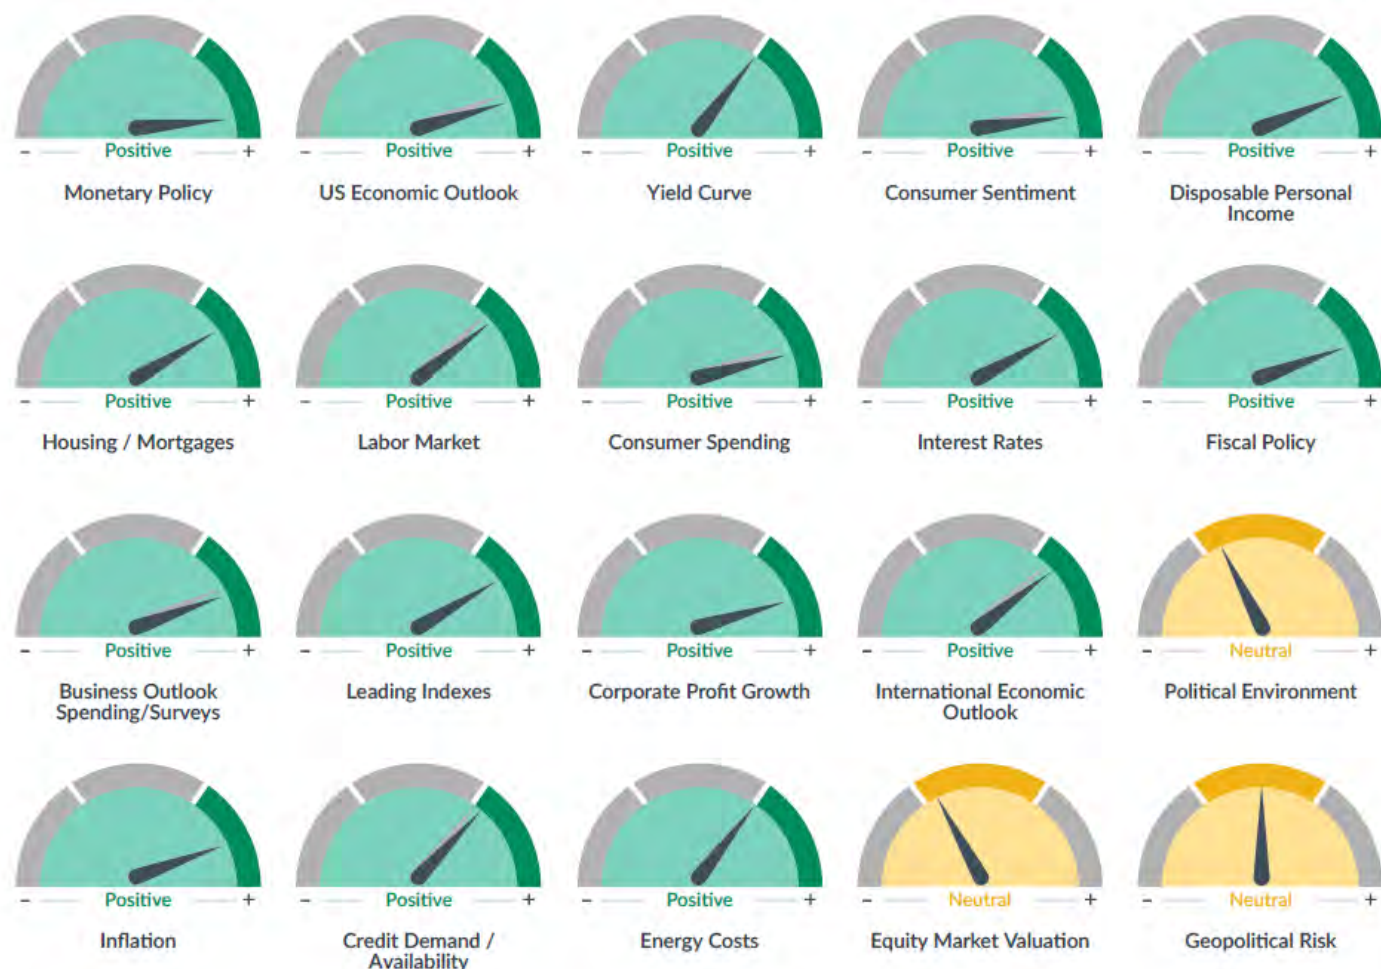 - Positive +
- Positive +
- Positive +
- Positive +
- Positive +
Monetary Policy
US Economic Outlook
Yield Curve
Consumer Sentiment
Disposable Personal
Income
- Positive +
- Positive +
- Positive +
- Positive +
- Positive +
Housing / Mortgages
Labor Market
Consumer Spending
Interest Rates
Fiscal Policy
- Positive +
- Positive +
- Positive +
- Positive +
- Neutral +
Business Outlook
Spending/Surveys
Leading Indexes
Corporate Profit Growth
International Economic
Outlook
Political Environment
- Positive +
- Positive +
- Positive +
- Neutral +
- Neutral +
Inflation
Credit Demand /
Availability
Energy Costs
Equity Market Valuation
Geopolitical Risk